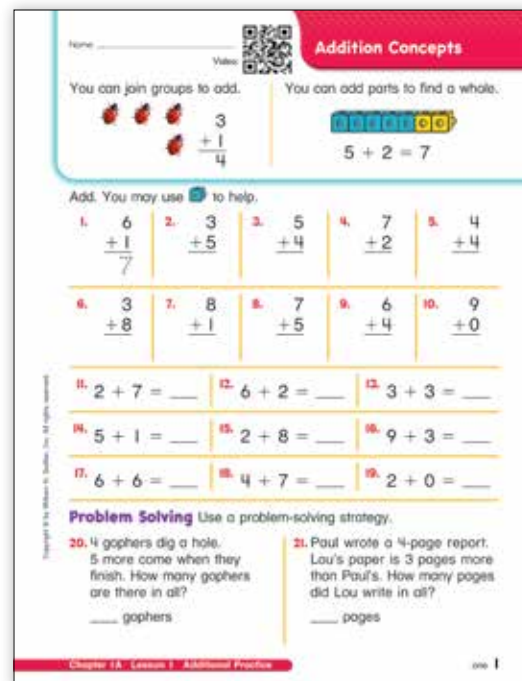 Name
Video
Addition Concepts
You can join groups to add.
3
+ 1
4
You can add parts to find a whole.
5 + 2 = 7
Add. You may use to help.
1. 6
+ 1
7
2. 3
+ 5
3. 5
+ 4
4. 7
+ 2
5. 4
+ 4
6. 3
+ 8
7. 8
+ 1
8. 7
+ 5
9. 6
+ 4
10. 9
+ 0
11. 2 + 7 = ___
12. 6 + 2 = ___
13. 3 + 3 = ___
14. 5 + 1 = ___
15. 2 + 8 = ___
16. 9 + 3 = ___
17. 6 + 6 = ___
18. 4 + 7 = ___
19. 2 + 0 = ___
Problem Solving Use a problem-solving strategy.
20. 4 gophers dig a hole.
5 more come when they
finish. How many gophers
are there in all?
___ gophers
21. Paul wrote a 4-page report.
Lou's paper is 3 pages more
than Paul's. How many pages
did Lou write in all?
___ pages
Copyright © by William H. Sadlier, Inc. All rights reserved.
Chapter 1A Lesson 1 Additional Practice
one 1